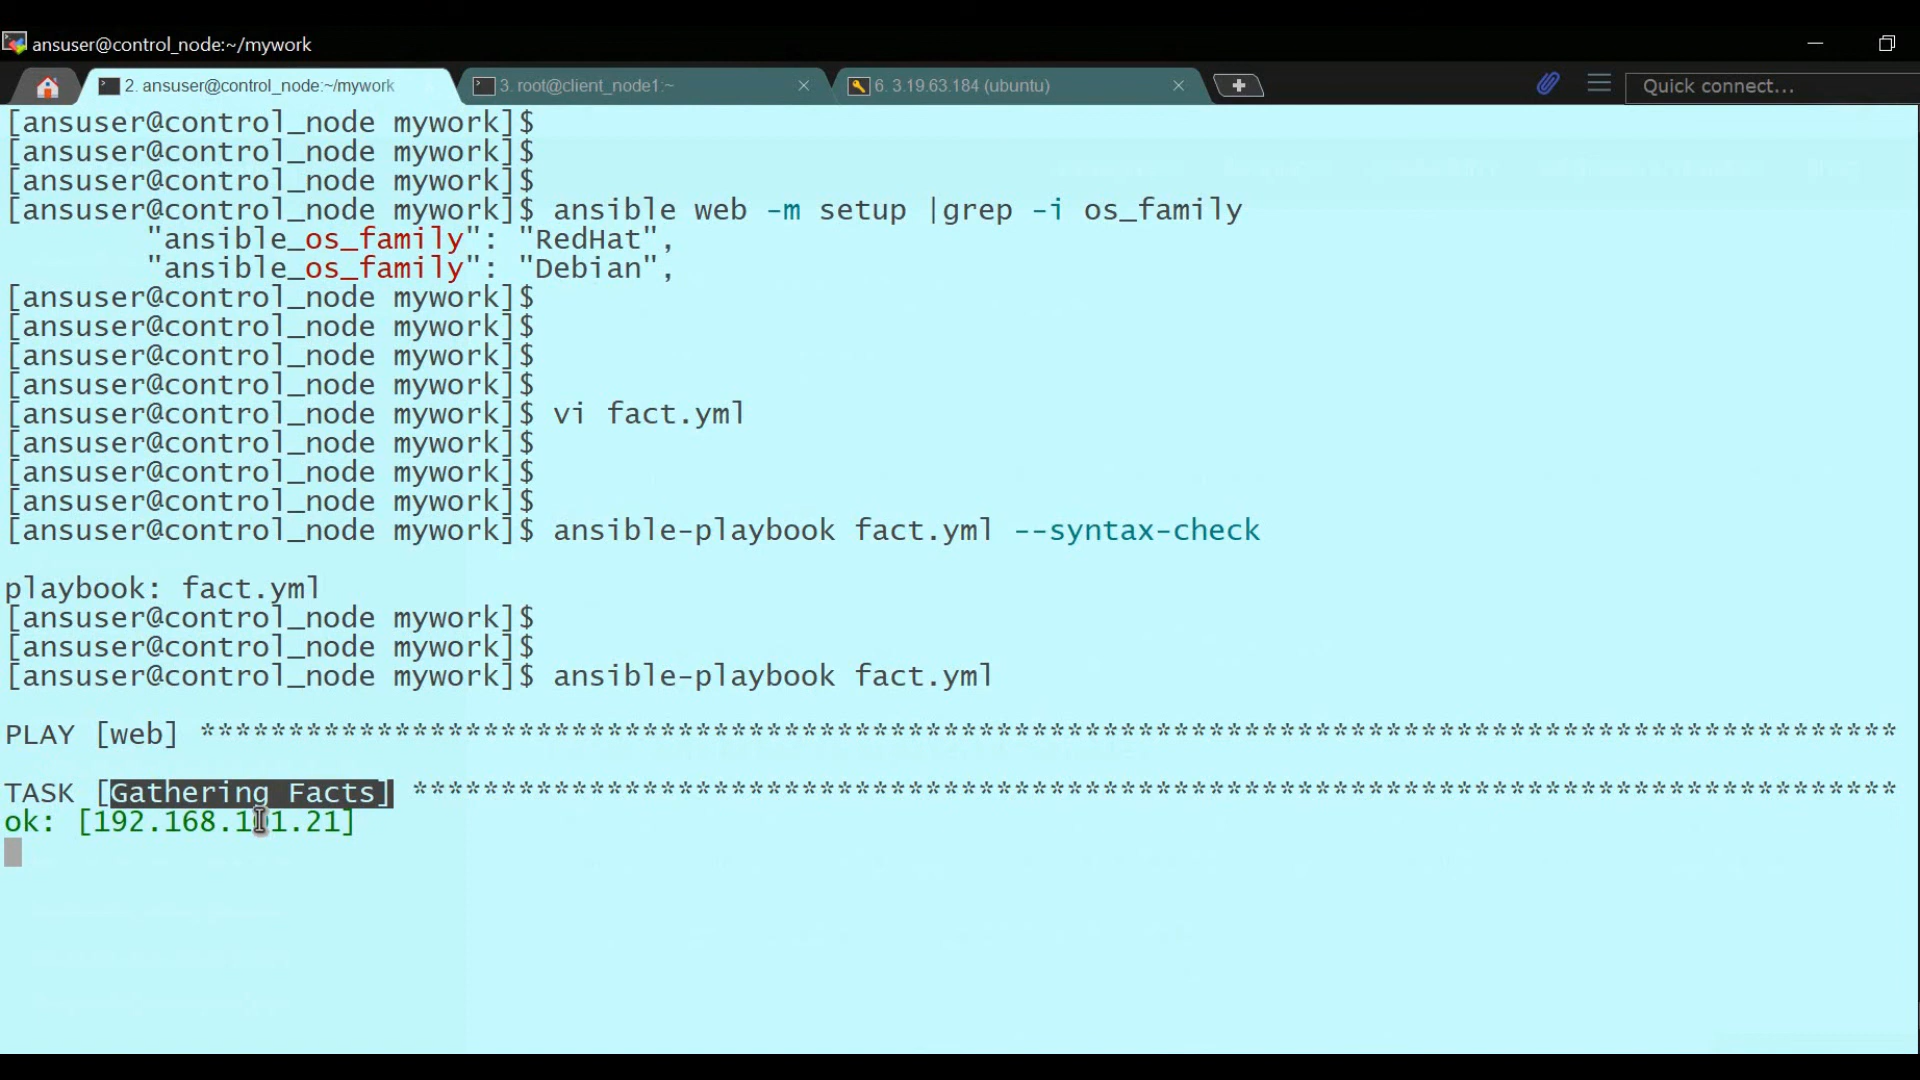 ansuser@control_node:~/mywork
2. ansuser@control_node:~/mywork
3. root@client_node1:~
6. 3.19.63.184 (ubuntu)
Quick connect...
[ansuser@control_node mywork]$
[ansuser@control_node mywork]$
[ansuser@control_node mywork]$
[ansuser@control_node mywork]$ ansible web -m setup |grep -i os_family
"ansible_os_family": "RedHat",
"ansible_os_family": "Debian",
[ansuser@control_node mywork]$
[ansuser@control_node mywork]$
[ansuser@control_node mywork]$
[ansuser@control_node mywork]$
[ansuser@control_node mywork]$ vi fact.yml
[ansuser@control_node mywork]$
[ansuser@control_node mywork]$
[ansuser@control_node mywork]$
[ansuser@control_node mywork]$ ansible-playbook fact.yml --syntax-check
playbook: fact.yml
[ansuser@control_node mywork]$
[ansuser@control_node mywork]$
[ansuser@control_node mywork]$ ansible-playbook fact.yml
PLAY [web] ************************************************************************************************
TASK [Gathering Facts] ************************************************************************************
ok: